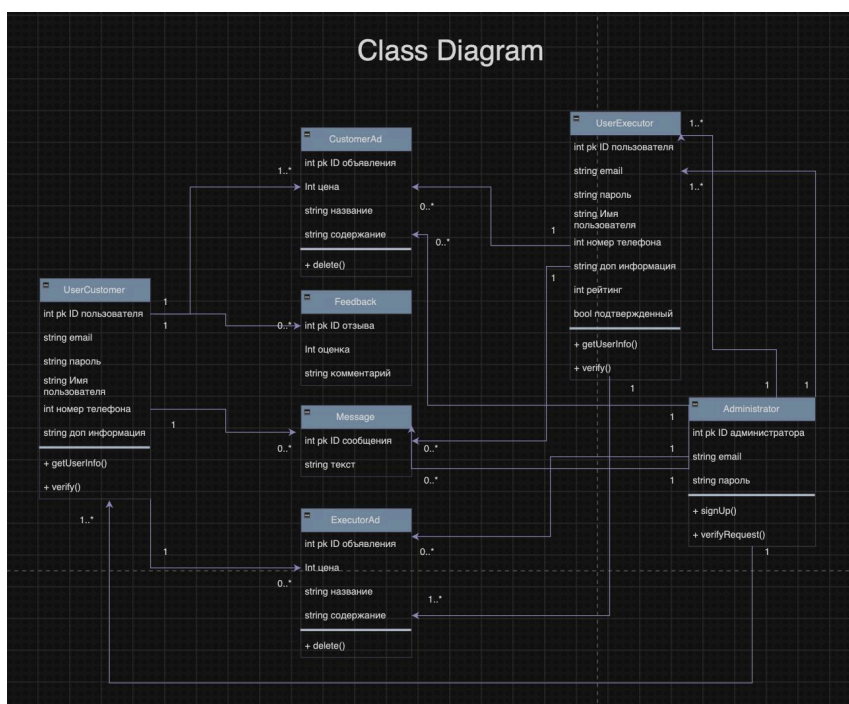 Class Diagram
CustomerAd
int pk ID объявления
Int цена
string название
string содержание
+ delete()
UserExecutor
int pk ID пользователя
string email
string пароль
string Имя
пользователя
int номер телефона
string доп информация
int рейтинг
bool подтвержденный
+ getUserInfo()
+ verify()
UserCustomer
int pk ID пользователя
string email
string пароль
string Имя
пользователя
int номер телефона
string доп информация
+ getUserInfo()
+ verify()
Feedback
int pk ID отзыва
Int оценка
string комментарий
Message
int pk ID сообщения
string текст
Administrator
int pk ID администратора
string email
string пароль
+ signUp()
+ verifyRequest()
ExecutorAd
int pk ID объявления
Int цена
string название
string содержание
+ delete()
1..*
1..*
1..*
0..*
0..*
1
1
1
1
0..*
1
1
1
1
0..*
0..*
1
1
1
0..*
1..*
1
0..*
0..*
1..*
1